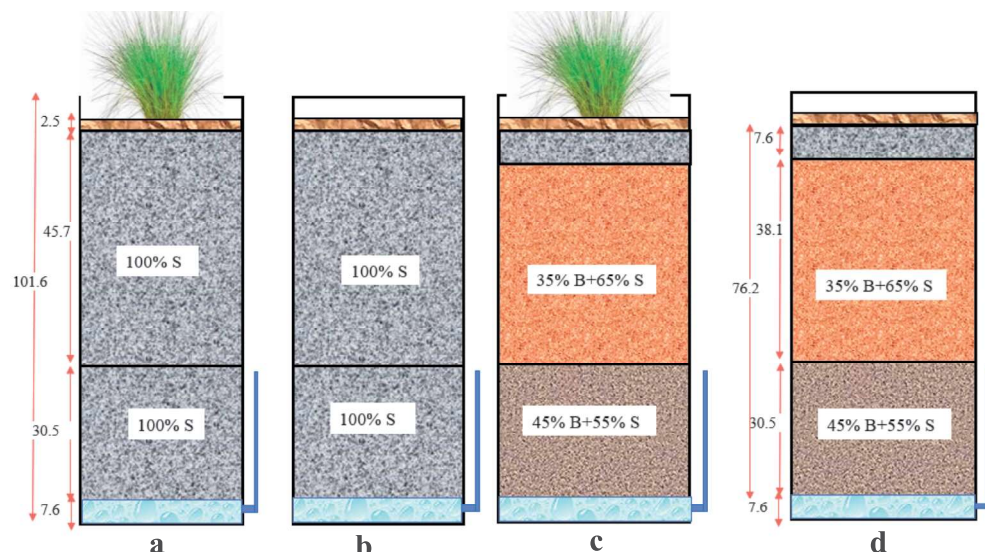 2.5
45.7
101.6
30.5
7.6
100% S
100% S
a
100% S
100% S
b
35% B+65% S
45% B+55% S
c
7.6
38.1
76.2
30.5
7.6
35% B+65% S
45% B+55% S
d